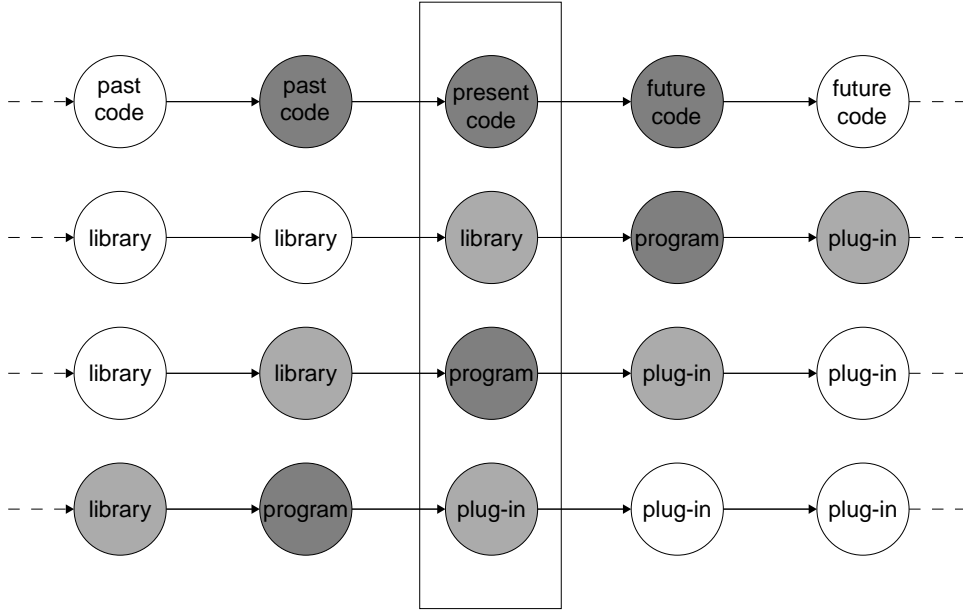 past
code
past
code
present
code
future
code
future
code
library
library
library
program
plug-in
library
library
program
plug-in
plug-in
library
program
plug-in
plug-in
plug-in